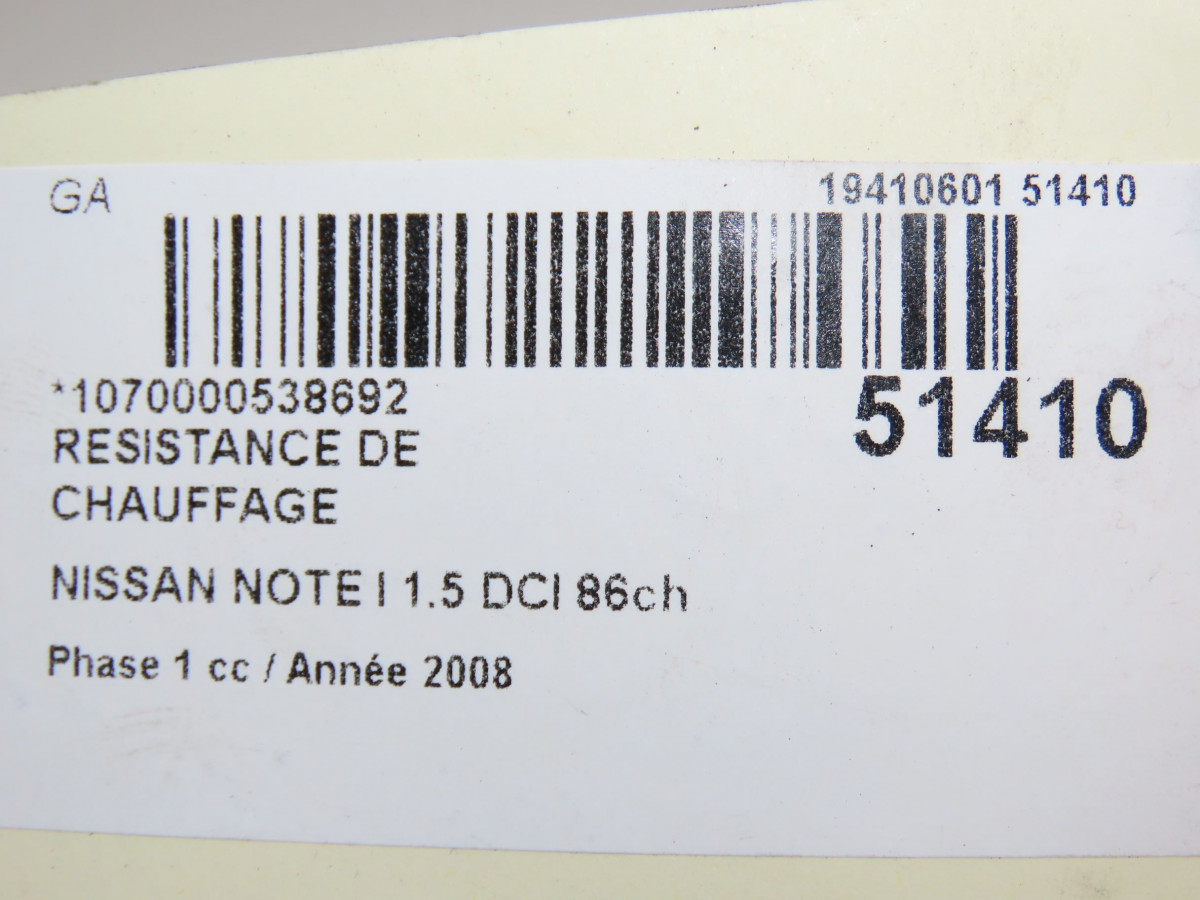 GA
19410601 51410
*1070000538692
51410
RESISTANCE DE
CHAUFFAGE
NISSAN NOTE I 1.5 DCI 86ch
Phase 1 cc / Année 2008